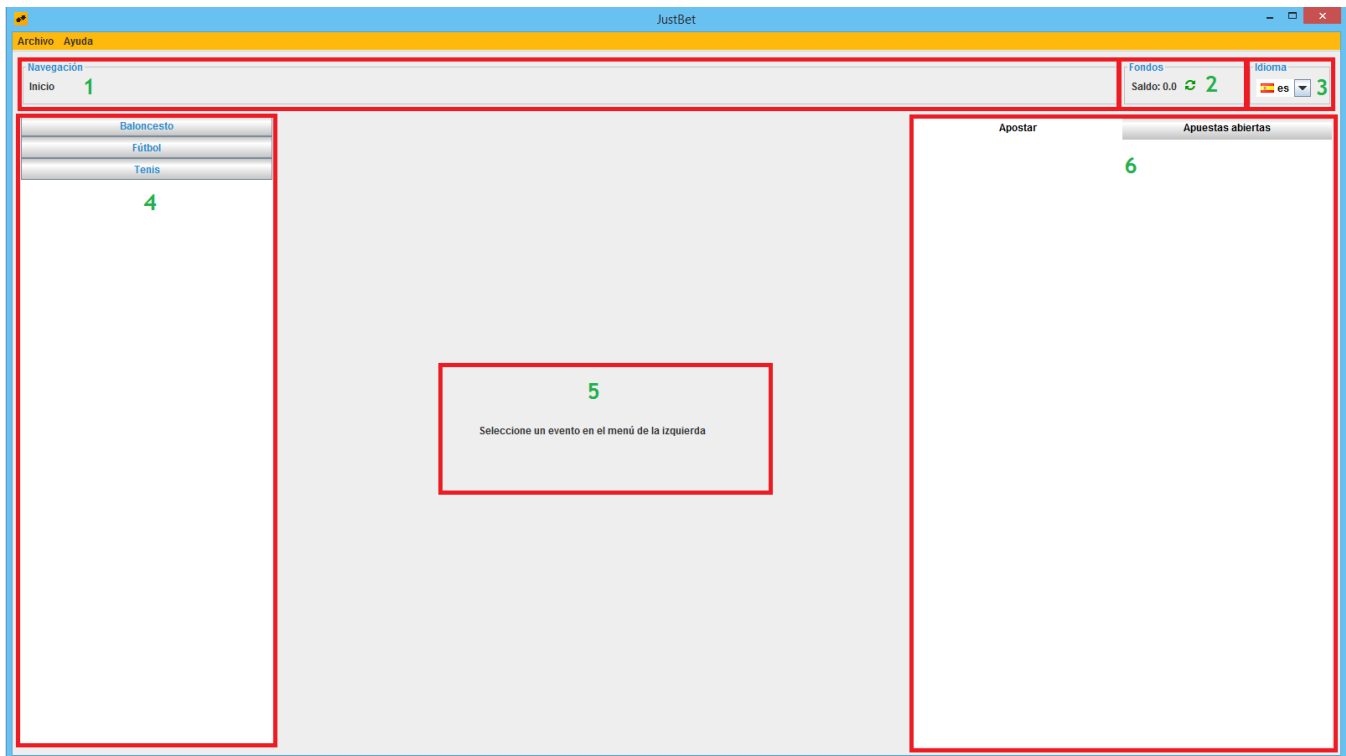 JustBet
Archivo Ayuda
Navegación
Inicio 1
Fondos
Saldo: 0.0 2
Idioma
es 3
Baloncesto
Fútbol
Tenis
4
5
Seleccione un evento en el menú de la izquierda
Apostar Apuestas abiertas
6